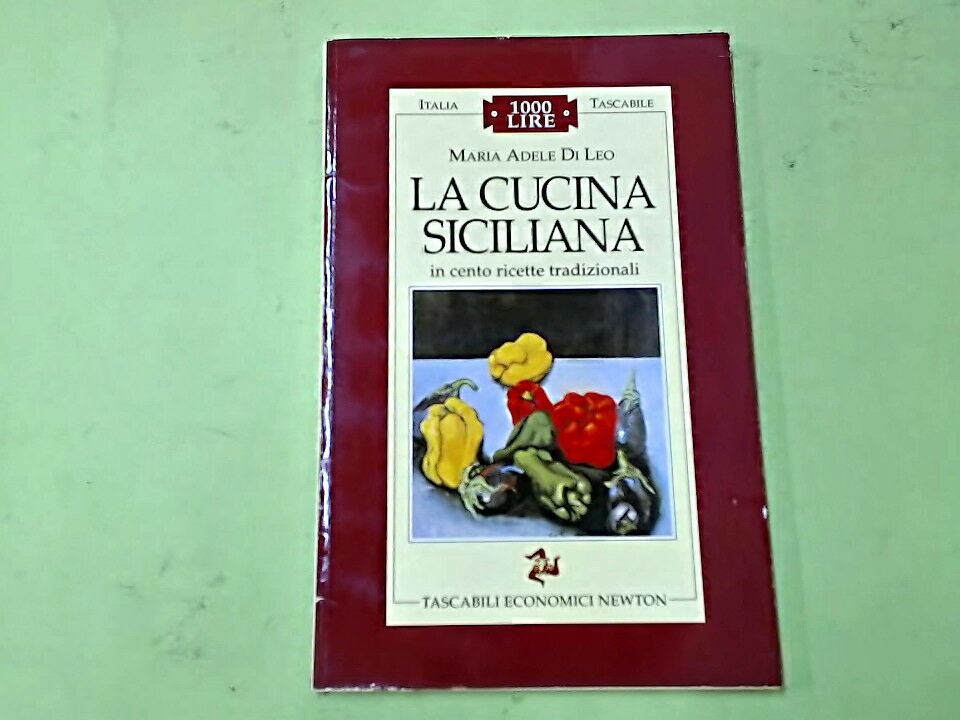 ITALIA
1000
LIRE
TASCABILE
MARIA ADELE DI LEO
LA CUCINA
SICILIANA
in cento ricette tradizionali
TASCABILI ECONOMICI NEWTON